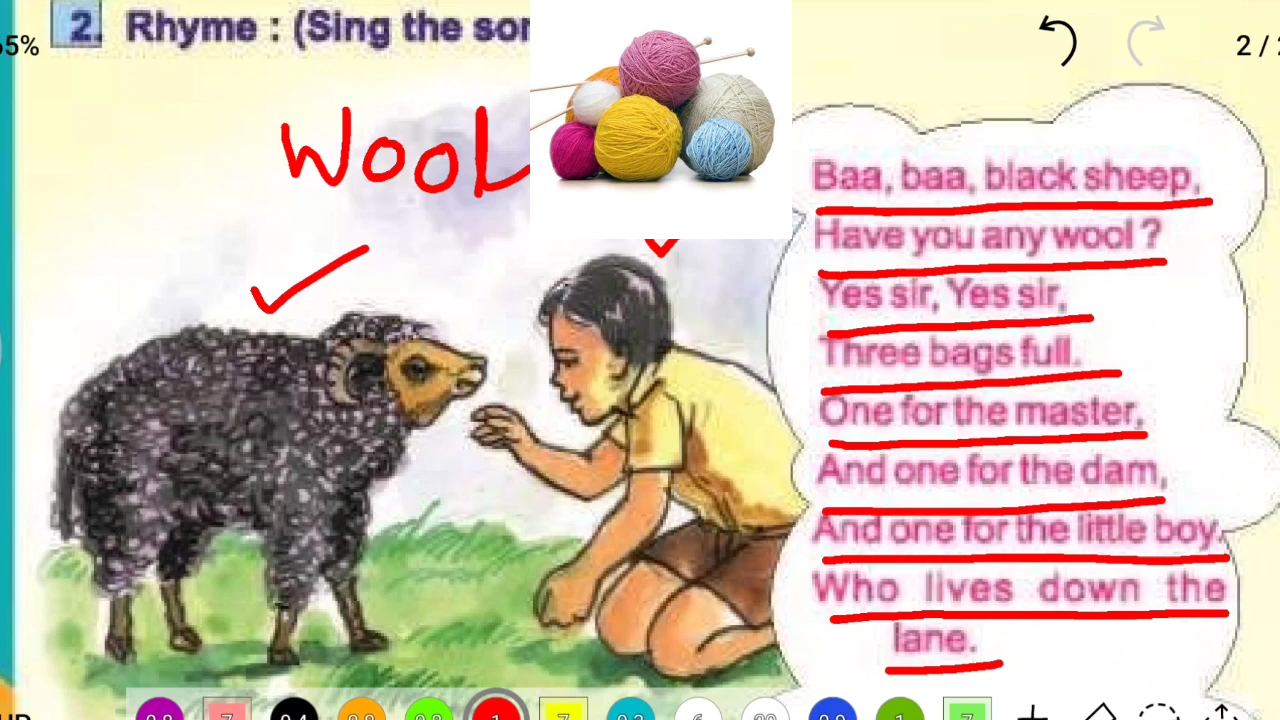 65%
2. Rhyme : (Sing the
2 /
WOOL
Baa, baa, black sheep,
Have you any wool ?
Yes sir, Yes sir,
Three bags full.
One for the master,
And one for the dam,
And one for the little boy.
Who lives down the
lane.